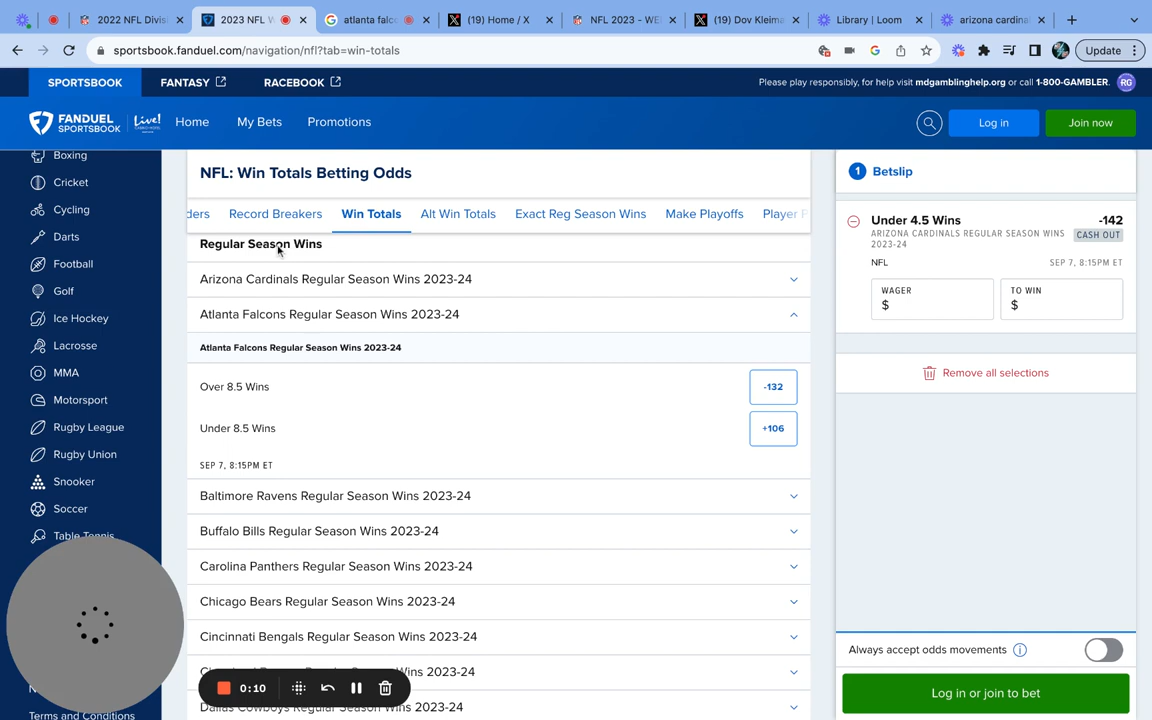 2022 NFL Divis
2023 NFL W
atlanta falc
(19) Home / X
NFL 2023 - WE
(19) Dov Kleima
Library | Loom
arizona cardina
sportsbook.fanduel.com/navigation/nfl?tab=win-totals
Update
SPORTSBOOK
FANTASY
RACEBOOK
Please play responsibly, for help visit mdgamblinghelp.org or call 1-800-GAMBLER.
RG
FANDUEL
SPORTSBOOK
Live!
Home
My Bets
Promotions
Log in
Join now
Boxing
Cricket
Cycling
Darts
Football
Golf
Ice Hockey
Lacrosse
MMA
Motorsport
Rugby League
Rugby Union
Snooker
Soccer
Table Tennis
Terms and Conditions
NFL: Win Totals Betting Odds
ders
Record Breakers
Win Totals
Alt Win Totals
Exact Reg Season Wins
Make Playoffs
Player P
Regular Season Wins
Arizona Cardinals Regular Season Wins 2023-24
Atlanta Falcons Regular Season Wins 2023-24
Atlanta Falcons Regular Season Wins 2023-24
Over 8.5 Wins
-132
Under 8.5 Wins
+106
SEP 7, 8:15PM ET
Baltimore Ravens Regular Season Wins 2023-24
Buffalo Bills Regular Season Wins 2023-24
Carolina Panthers Regular Season Wins 2023-24
Chicago Bears Regular Season Wins 2023-24
Cincinnati Bengals Regular Season Wins 2023-24
Wins 2023-24
Dallas Cowboys Regular Season Wins 2023-24
0:10
1
Betslip
Under 4.5 Wins
-142
ARIZONA CARDINALS REGULAR SEASON WINS
2023-24
CASH OUT
NFL
SEP 7, 8:15PM ET
WAGER
$
TO WIN
$
Remove all selections
Always accept odds movements
Log in or join to bet